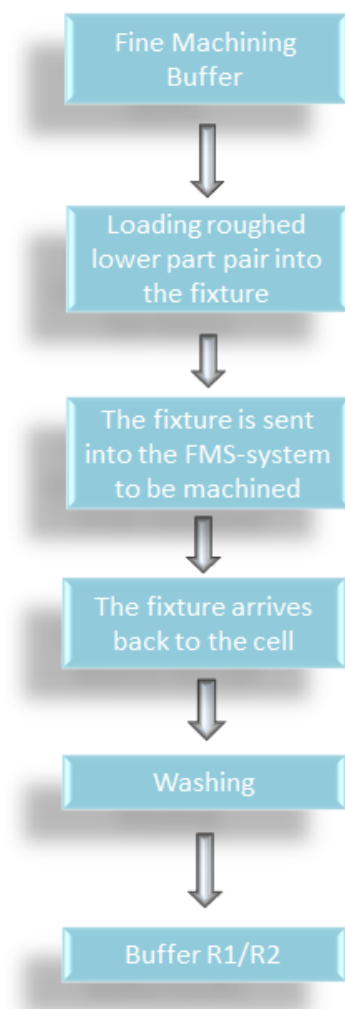 Fine Machining
Buffer
Loading roughed
lower part pair into
the fixture
The fixture is sent
into the FMS-system
to be machined
The fixture arrives
back to the cell
Washing
Buffer R1/R2